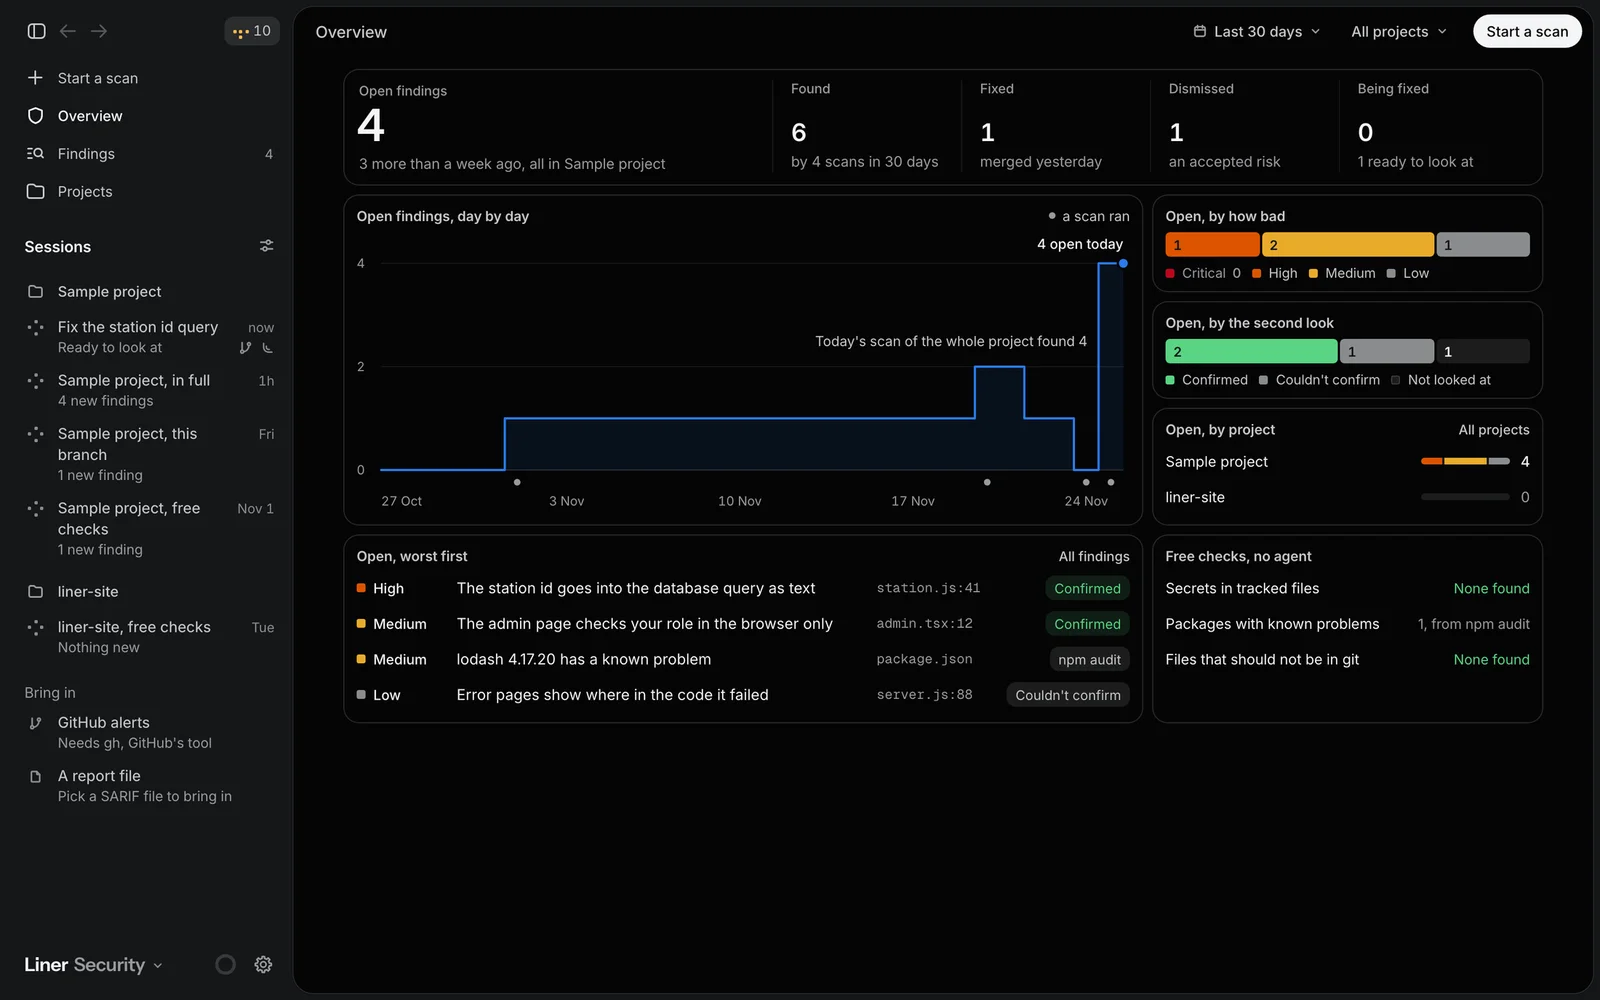 10
Start a scan
Overview
Findings 4
Projects
Sessions
Sample project
Fix the station id query now
Ready to look at
Sample project, in full 1h
4 new findings
Sample project, this Fri
branch
1 new finding
Sample project, free Nov 1
checks
1 new finding
liner-site
liner-site, free checks Tue
Nothing new
Bring in
GitHub alerts
Needs gh, GitHub's tool
A report file
Pick a SARIF file to bring in
Liner Security
Overview
Last 30 days
All projects
Start a scan
Open findings
4
3 more than a week ago, all in Sample project
Found
6
by 4 scans in 30 days
Fixed
1
merged yesterday
Dismissed
1
an accepted risk
Being fixed
0
1 ready to look at
Open findings, day by day
a scan ran
4 open today
4
Today's scan of the whole project found 4
2
0
27 Oct 3 Nov 10 Nov 17 Nov 24 Nov
Open, by how bad
1 2 1
Critical 0 High Medium Low
Open, by the second look
2 1 1
Confirmed Couldn't confirm Not looked at
Open, by project All projects
Sample project 4
liner-site 0
Open, worst first All findings
High The station id goes into the database query as text station.js:41 Confirmed
Medium The admin page checks your role in the browser only admin.tsx:12 Confirmed
Medium lodash 4.17.20 has a known problem package.json npm audit
Low Error pages show where in the code it failed server.js:88 Couldn't confirm
Free checks, no agent
Secrets in tracked files None found
Packages with known problems 1, from npm audit
Files that should not be in git None found